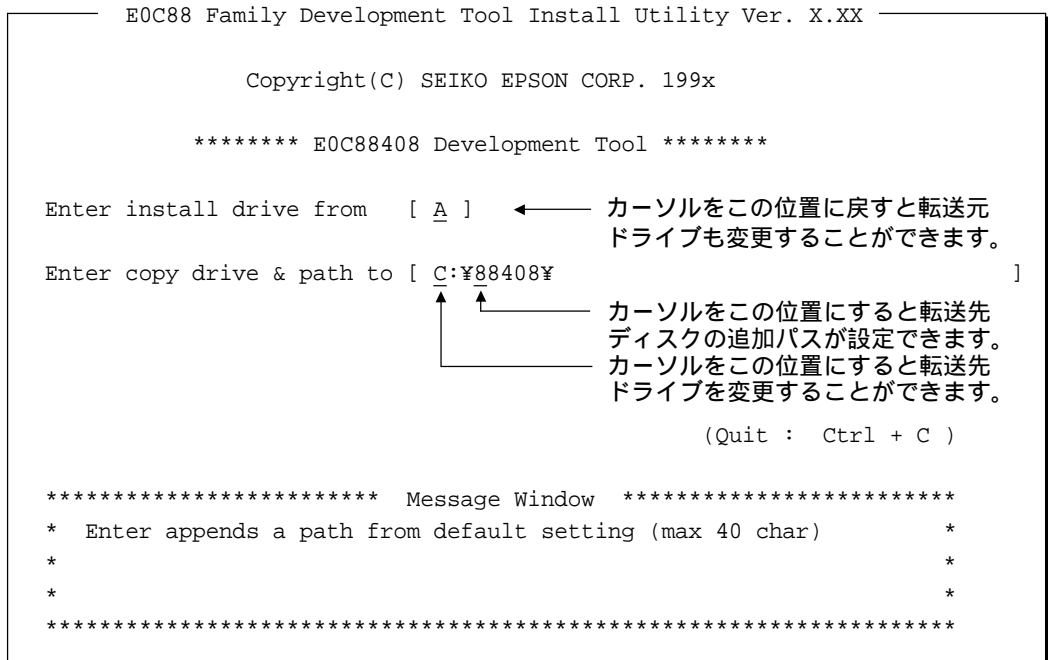 E0C88 Family Development Tool Install Utility Ver. X.XX
Copyright(C) SEIKO EPSON CORP. 199x
******** E0C88408 Development Tool ********
Enter install drive from [ A ]
カーソルをこの位置に戻すと転送元
ドライブも変更することができます。
Enter copy drive & path to [ C:¥88408¥ ]
カーソルをこの位置にすると転送先
ディスクの追加パスが設定できます。
カーソルをこの位置にすると転送先
ドライブを変更することができます。
(Quit : Ctrl + C )
************************* Message Window *************************
* Enter appends a path from default setting (max 40 char) *
* *
* *
********************************************************************